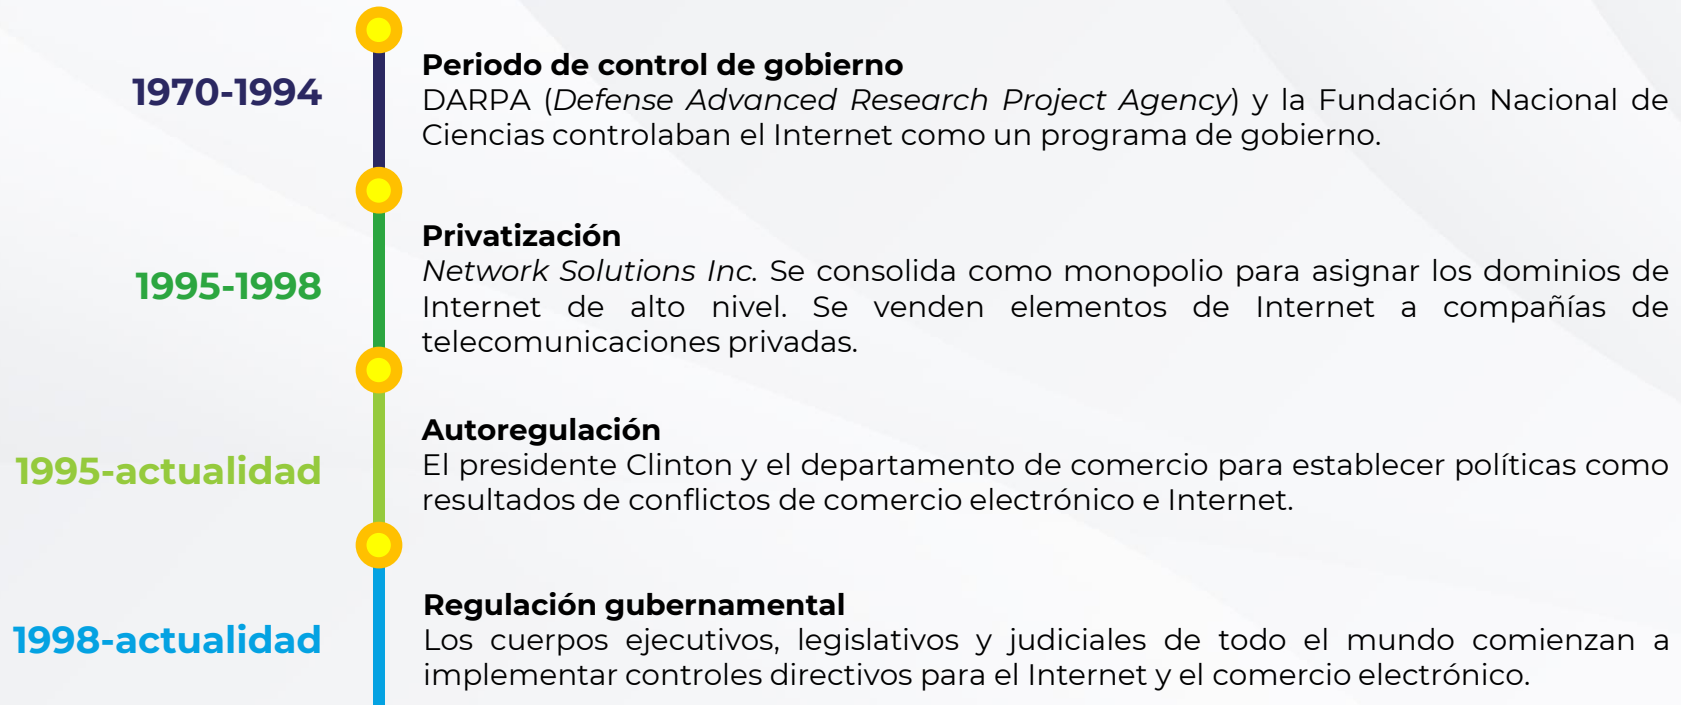 1970-1994
Periodo de control de gobierno
DARPA (Defense Advanced Research Project Agency) y la Fundación Nacional de
Ciencias controlaban el Internet como un programa de gobierno.
1995-1998
Privatización
Network Solutions Inc. Se consolida como monopolio para asignar los dominios de
Internet de alto nivel. Se venden elementos de Internet a compañías de
telecomunicaciones privadas.
1995-actualidad
Autoregulación
El presidente Clinton y el departamento de comercio para establecer políticas como
resultados de conflictos de comercio electrónico e Internet.
1998-actualidad
Regulación gubernamental
Los cuerpos ejecutivos, legislativos y judiciales de todo el mundo comienzan a
implementar controles directivos para el Internet y el comercio electrónico.